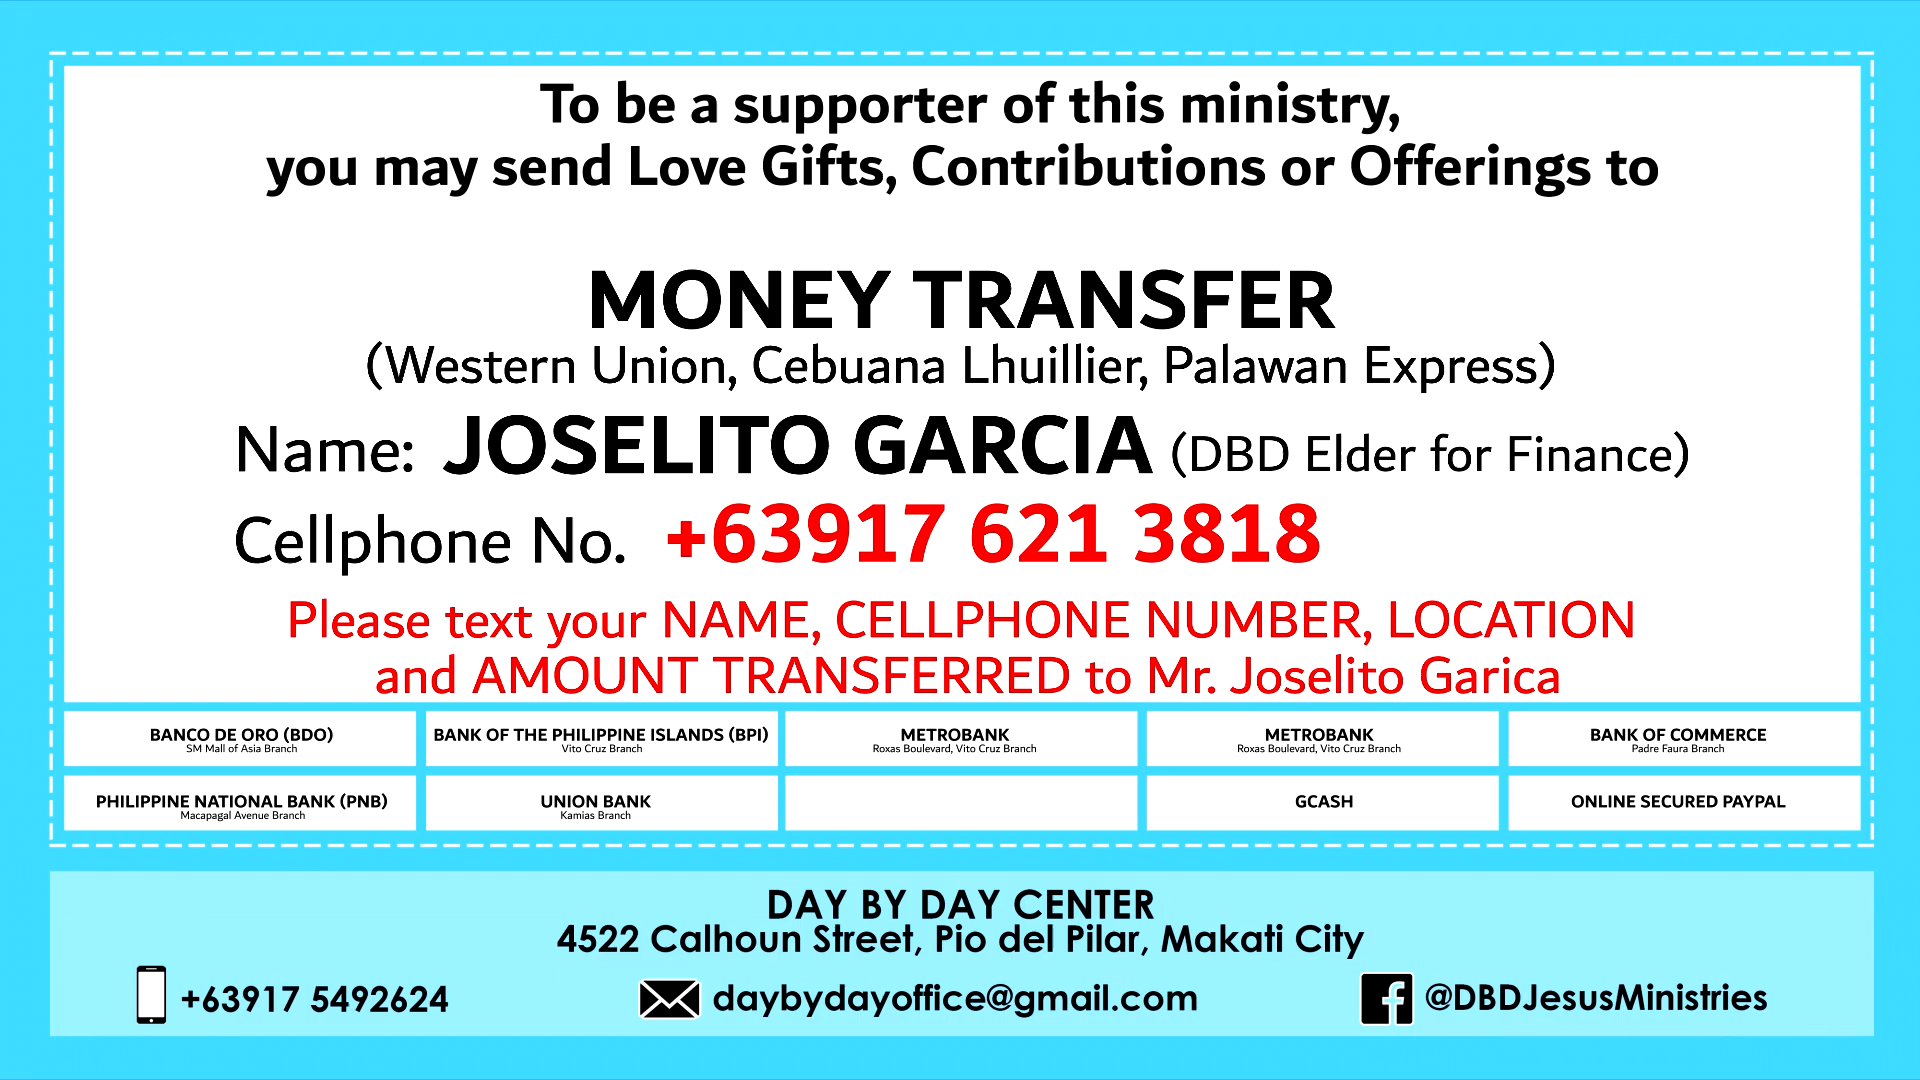 To be a supporter of this ministry,
you may send Love Gifts, Contributions or Offerings to
MONEY TRANSFER
(Western Union, Cebuana Lhuillier, Palawan Express)
Name: JOSELITO GARCIA (DBD Elder for Finance)
Cellphone No. +63917 621 3818
Please text your NAME, CELLPHONE NUMBER, LOCATION
and AMOUNT TRANSFERRED to Mr. Joselito Garica
BANCO DE ORO (BDO)
SM Mall of Asia Branch
BANK OF THE PHILIPPINE ISLANDS (BPI)
Vito Cruz Branch
METROBANK
Roxas Boulevard, Vito Cruz Branch
METROBANK
Roxas Boulevard, Vito Cruz Branch
BANK OF COMMERCE
Padre Faura Branch
PHILIPPINE NATIONAL BANK (PNB)
Macapagal Avenue Branch
UNION BANK
Kamias Branch
GCASH
ONLINE SECURED PAYPAL
DAY BY DAY CENTER
4522 Calhoun Street, Pio del Pilar, Makati City
+63917 5492624
daybydayoffice@gmail.com
@DBDJesusMinistries